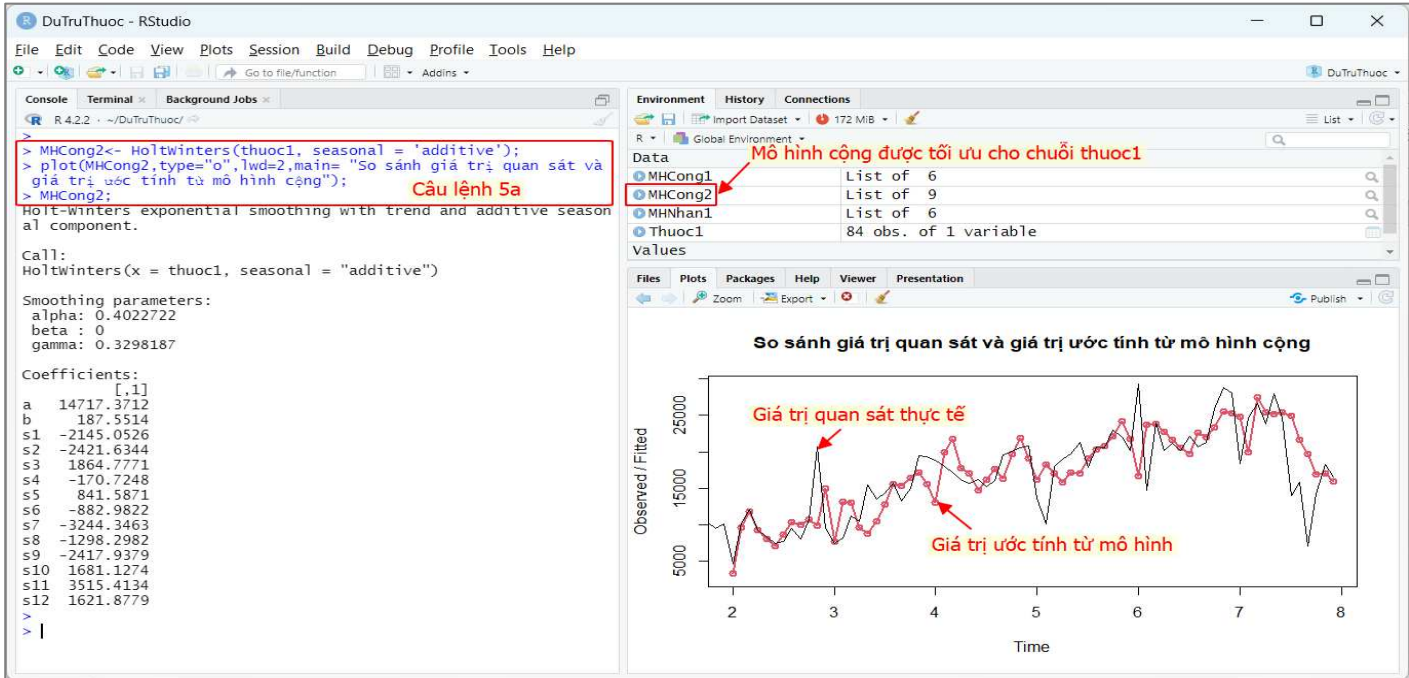 DuTruThuoc - RStudio
File Edit Code View Plots Session Build Debug Profile Tools Help
Go to file/function
Addins
DuTruThuoc
Console Terminal Background Jobs
R 4.2.2 · ~/DuTruThuoc/
>
> MHCong2<- HoltWinters(thuoc1, seasonal = 'additive');
> plot(MHCong2,type="o",lwd=2,main= "So sánh giá trị quan sát và
giá trị ước tính từ mô hình cộng");
> MHCong2;
Câu lệnh 5a
Holt-Winters exponential smoothing with trend and additive season
al component.
Call:
HoltWinters(x = thuoc1, seasonal = "additive")
Smoothing parameters:
alpha: 0.4022722
beta : 0
gamma: 0.3298187
Coefficients:
[,1]
a 14717.3712
b 187.5514
s1 -2145.0526
s2 -2421.6344
s3 1864.7771
s4 -170.7248
s5 841.5871
s6 -882.9822
s7 -3244.3463
s8 -1298.2982
s9 -2417.9379
s10 1681.1274
s11 3515.4134
s12 1621.8779
>
>
Environment History Connections
Import Dataset 172 MiB List
R Global Environment
Mô hình cộng được tối ưu cho chuỗi thuoc1
Data
MHCong1 List of 6
MHCong2 List of 9
MHNhan1 List of 6
Thuoc1 84 obs. of 1 variable
Values
Files Plots Packages Help Viewer Presentation
Zoom Export Publish
So sánh giá trị quan sát và giá trị ước tính từ mô hình cộng
Giá trị quan sát thực tế
Giá trị ước tính từ mô hình
Observed / Fitted
25000
15000
5000
2 3 4 5 6 7 8
Time